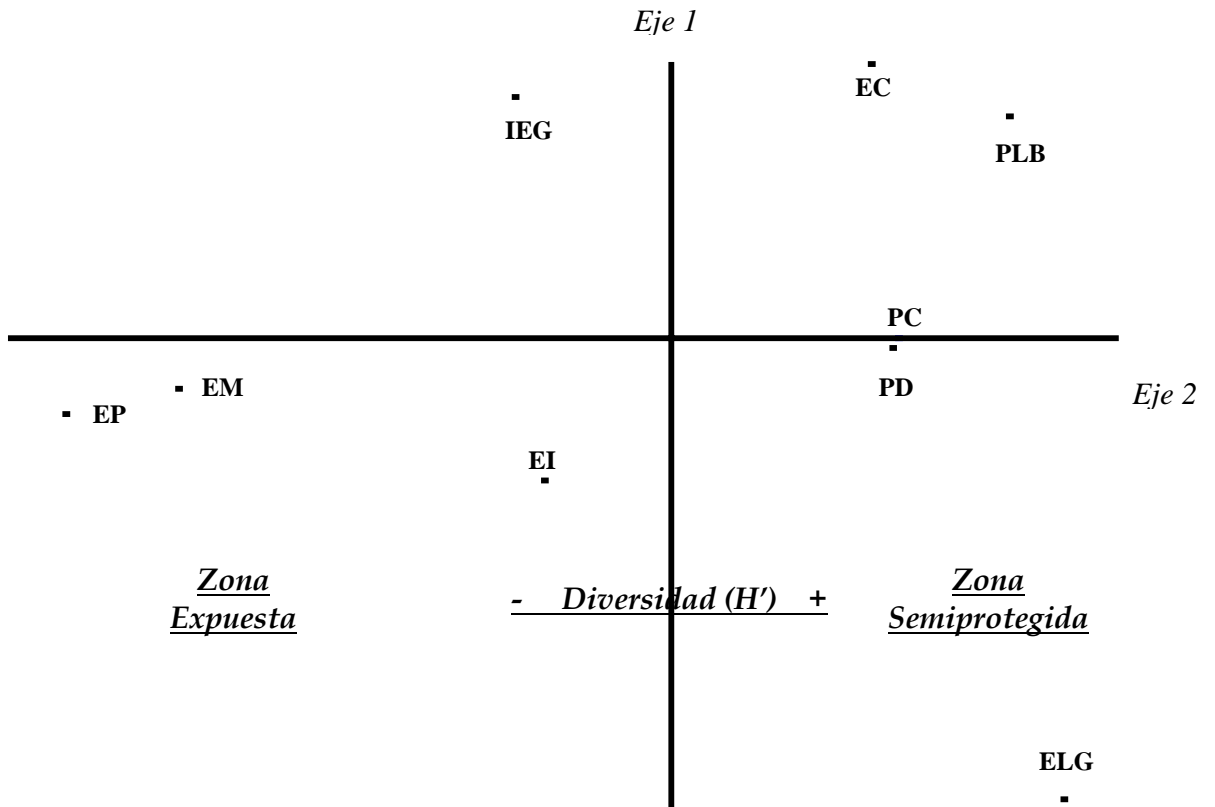 Eje 1
EC
IEG
PLB
PC
EM
PD
Eje 2
EP
EI
Zona
Expuesta
- Diversidad (H') +
Zona
Semiprotegida
ELG